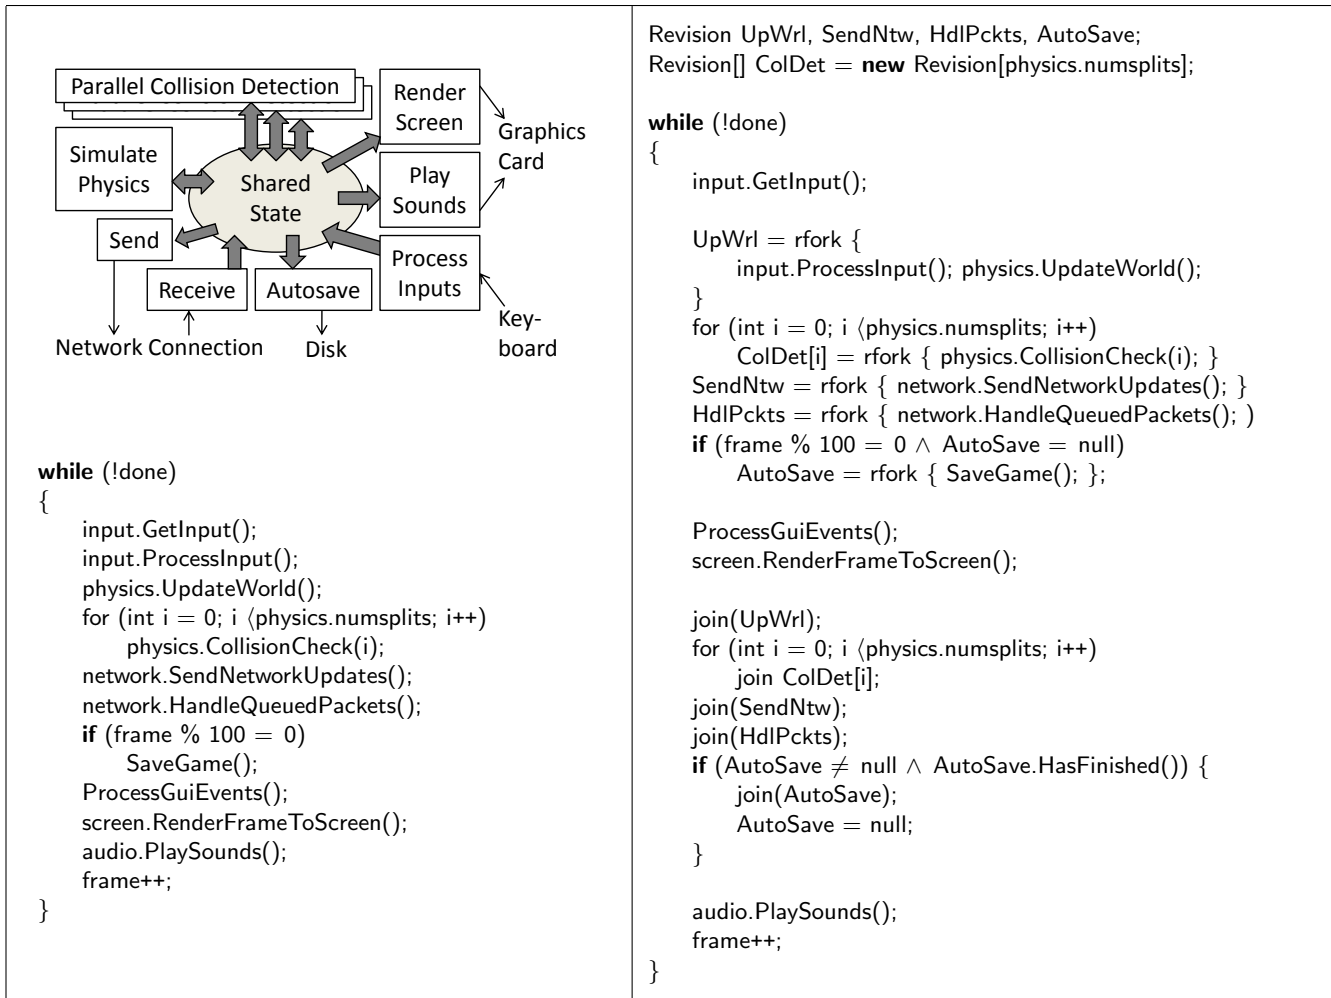 Parallel Collision Detection
Render
Screen
Graphics
Card
Simulate
Physics
Shared
State
Play
Sounds
Send
Process
Inputs
Receive
Autosave
Key-
board
Network Connection
Disk
while (!done)
{
input.GetInput();
input.ProcessInput();
physics.UpdateWorld();
for (int i = 0; i ⟨physics.numsplits; i++)
physics.CollisionCheck(i);
network.SendNetworkUpdates();
network.HandleQueuedPackets();
if (frame % 100 = 0)
SaveGame();
ProcessGuiEvents();
screen.RenderFrameToScreen();
audio.PlaySounds();
frame++;
}
Revision UpWrl, SendNtw, HdlPckts, AutoSave;
Revision[] ColDet = new Revision[physics.numsplits];
while (!done)
{
input.GetInput();
UpWrl = rfork {
input.ProcessInput(); physics.UpdateWorld();
}
for (int i = 0; i ⟨physics.numsplits; i++)
ColDet[i] = rfork { physics.CollisionCheck(i); }
SendNtw = rfork { network.SendNetworkUpdates(); }
HdlPckts = rfork { network.HandleQueuedPackets(); )
if (frame % 100 = 0 ∧ AutoSave = null)
AutoSave = rfork { SaveGame(); };
ProcessGuiEvents();
screen.RenderFrameToScreen();
join(UpWrl);
for (int i = 0; i ⟨physics.numsplits; i++)
join ColDet[i];
join(SendNtw);
join(HdlPckts);
if (AutoSave ≠ null ∧ AutoSave.HasFinished()) {
join(AutoSave);
AutoSave = null;
}
audio.PlaySounds();
frame++;
}